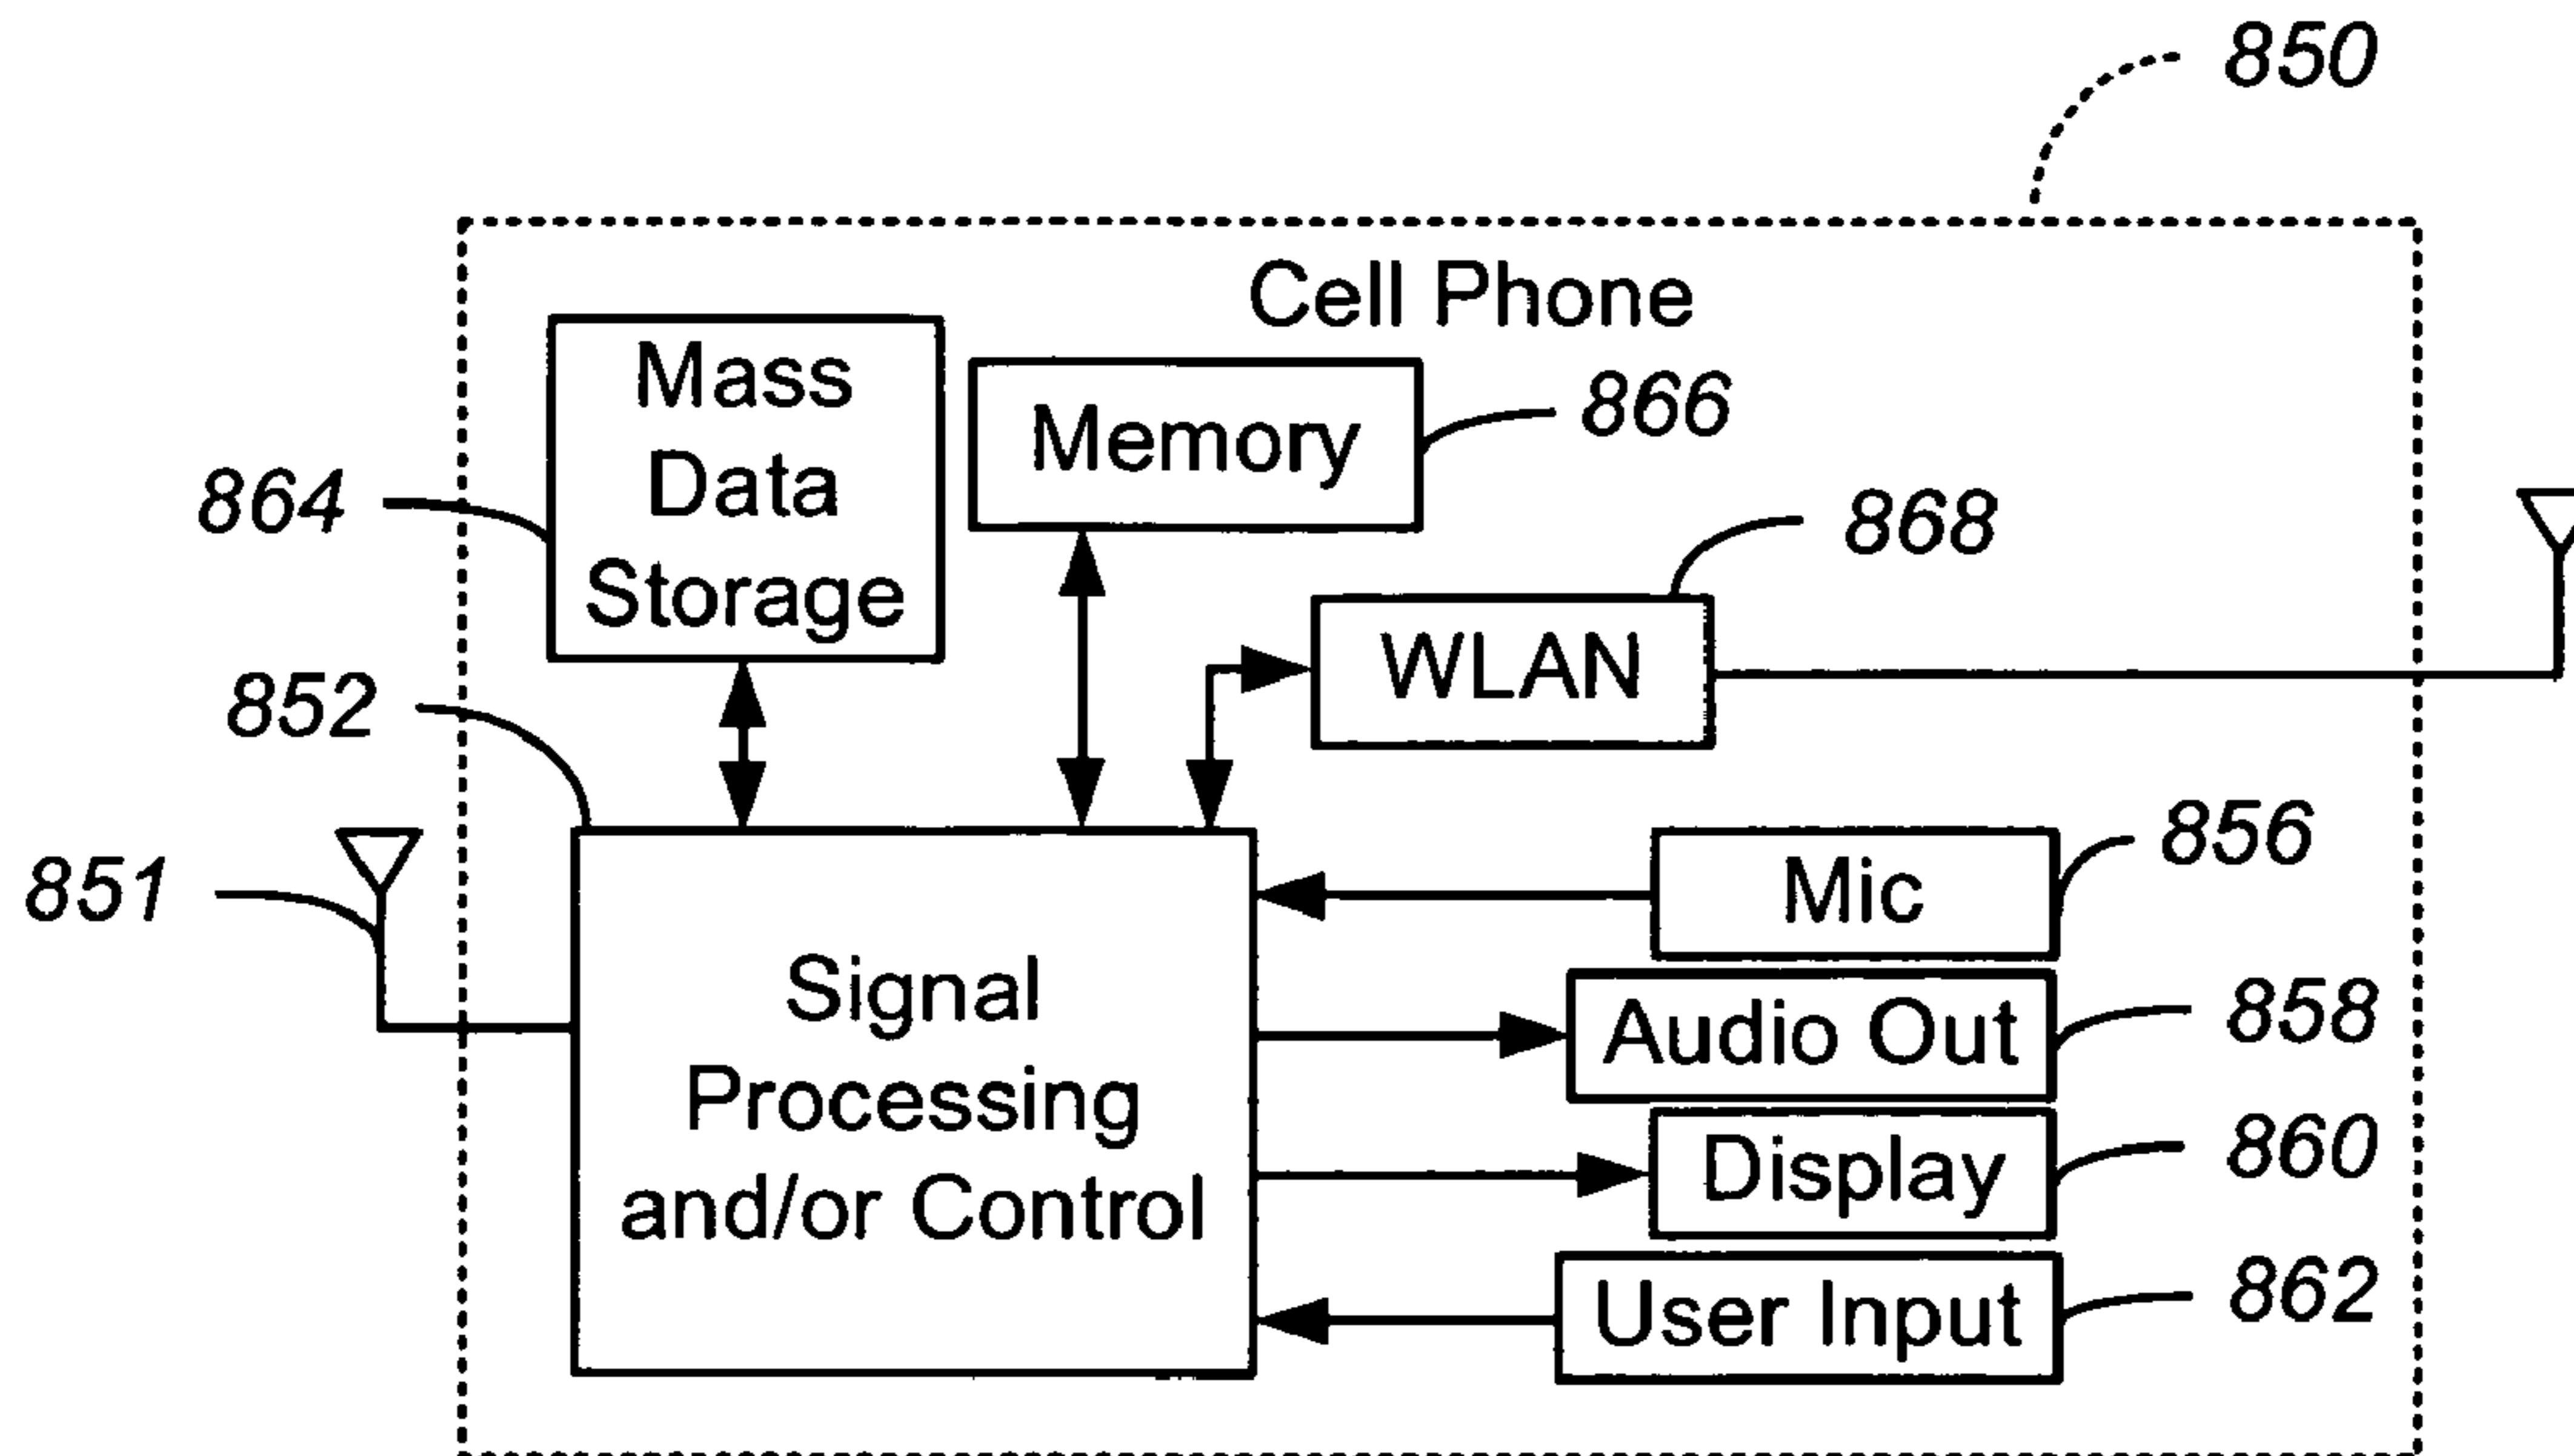 850
Cell Phone
Mass
Data
Storage
864
Memory
866
WLAN
868
852
851
Signal
Processing
and/or Control
Mic
856
Audio Out
858
Display
860
User Input
862